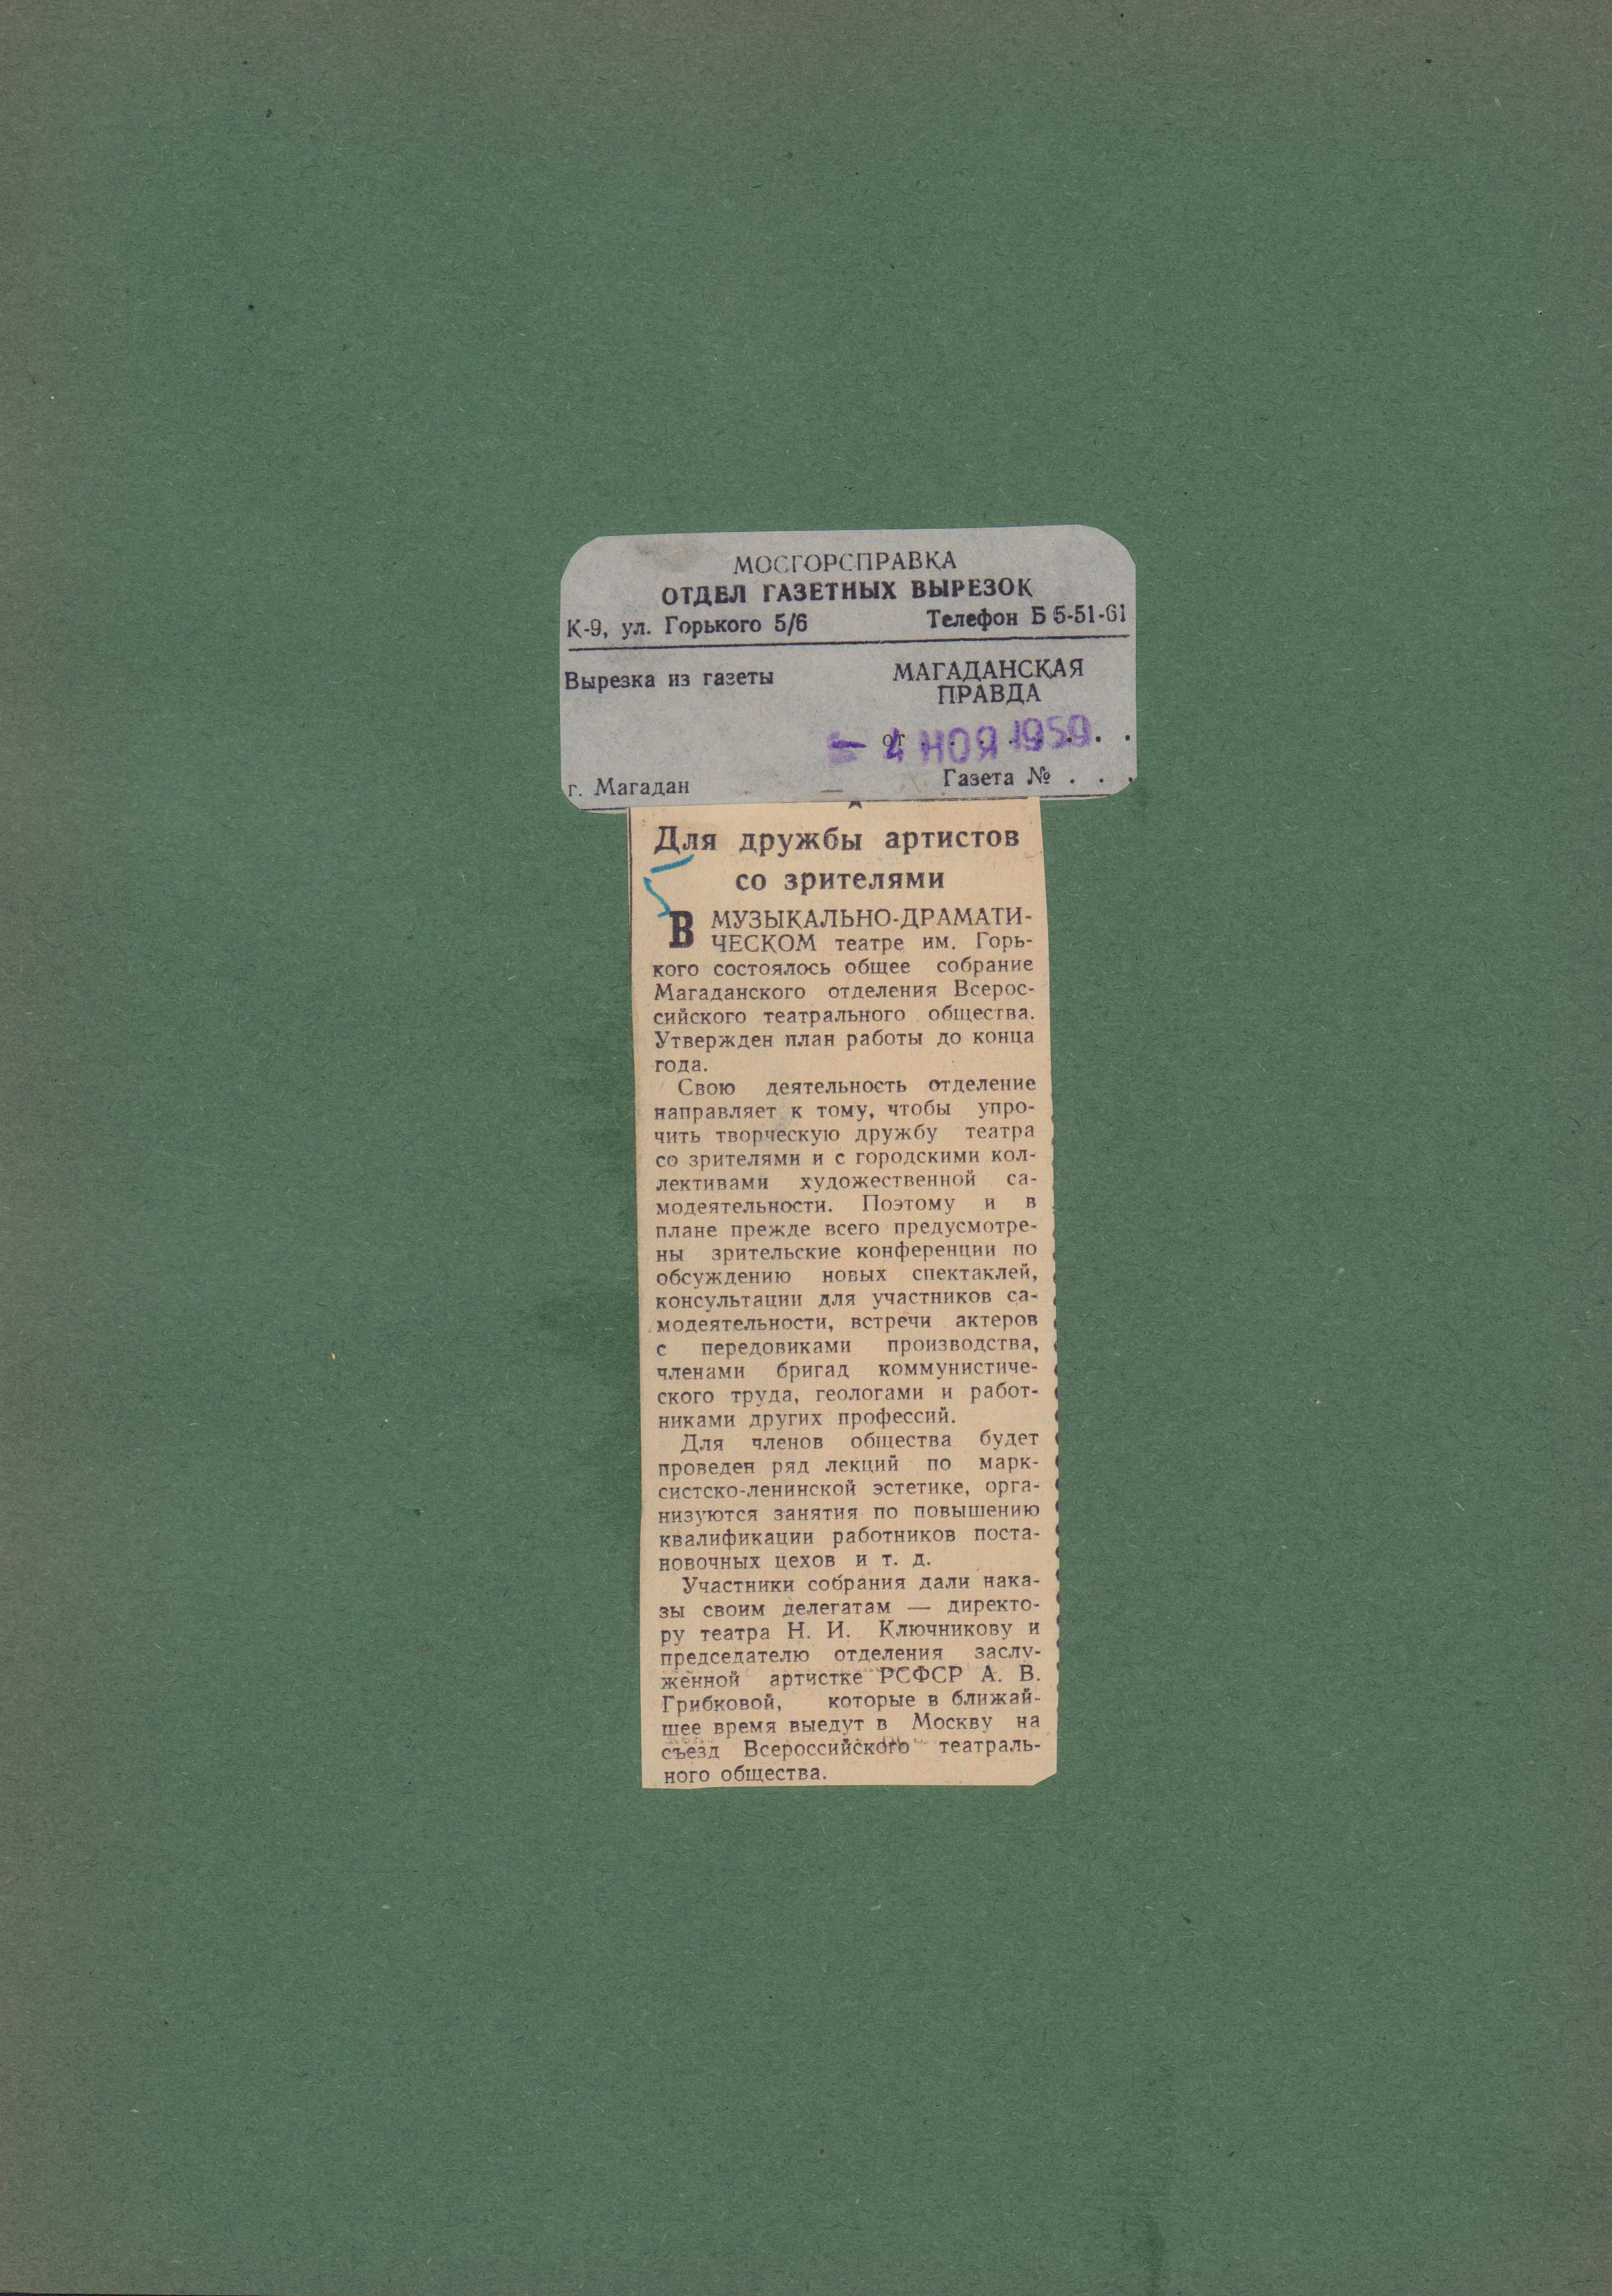 МОСГОРСПРАВКА
ОТДЕЛ ГАЗЕТНЫХ ВЫРЕЗОК
К-9, ул. Горького 5/6 Телефон Б 5-51-61
Вырезка из газеты
МАГАДАНСКАЯ
ПРАВДА
от - 4 НОЯ 1959 . .
г. Магадан Газета № . . .
Для дружбы артистов
со зрителями
В МУЗЫКАЛЬНО-ДРАМАТИ-
ЧЕСКОМ театре им. Горь-
кого состоялось общее собрание
Магаданского отделения Всерос-
сийского театрального общества.
Утвержден план работы до конца
года.
Свою деятельность отделение
направляет к тому, чтобы упро-
чить творческую дружбу театра
со зрителями и с городскими кол-
лективами художественной са-
модеятельности. Поэтому и в
плане прежде всего предусмотре-
ны зрительские конференции по
обсуждению новых спектаклей,
консультации для участников са-
модеятельности, встречи актеров
с передовиками производства,
членами бригад коммунистиче-
ского труда, геологами и работ-
никами других профессий.
Для членов общества будет
проведен ряд лекций по марк-
систско-ленинской эстетике, орга-
низуются занятия по повышению
квалификации работников поста-
новочных цехов и т. д.
Участники собрания дали нака-
зы своим делегатам — директо-
ру театра Н. И. Ключникову и
председателю отделения заслу-
женной артистке РСФСР А. В.
Грибковой, которые в ближай-
шее время выедут в Москву на
съезд Всероссийского театраль-
ного общества.